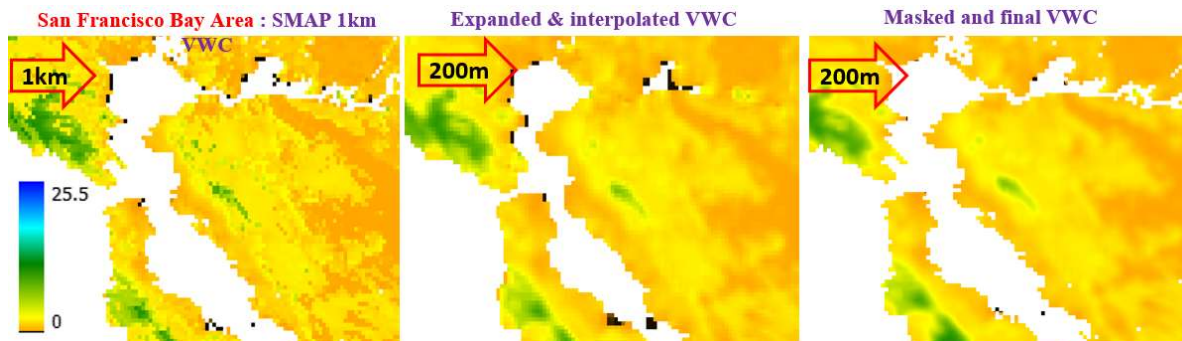 San Francisco Bay Area : SMAP 1km
VWC
Expanded & interpolated VWC
Masked and final VWC
1km
200m
200m
25.5
0